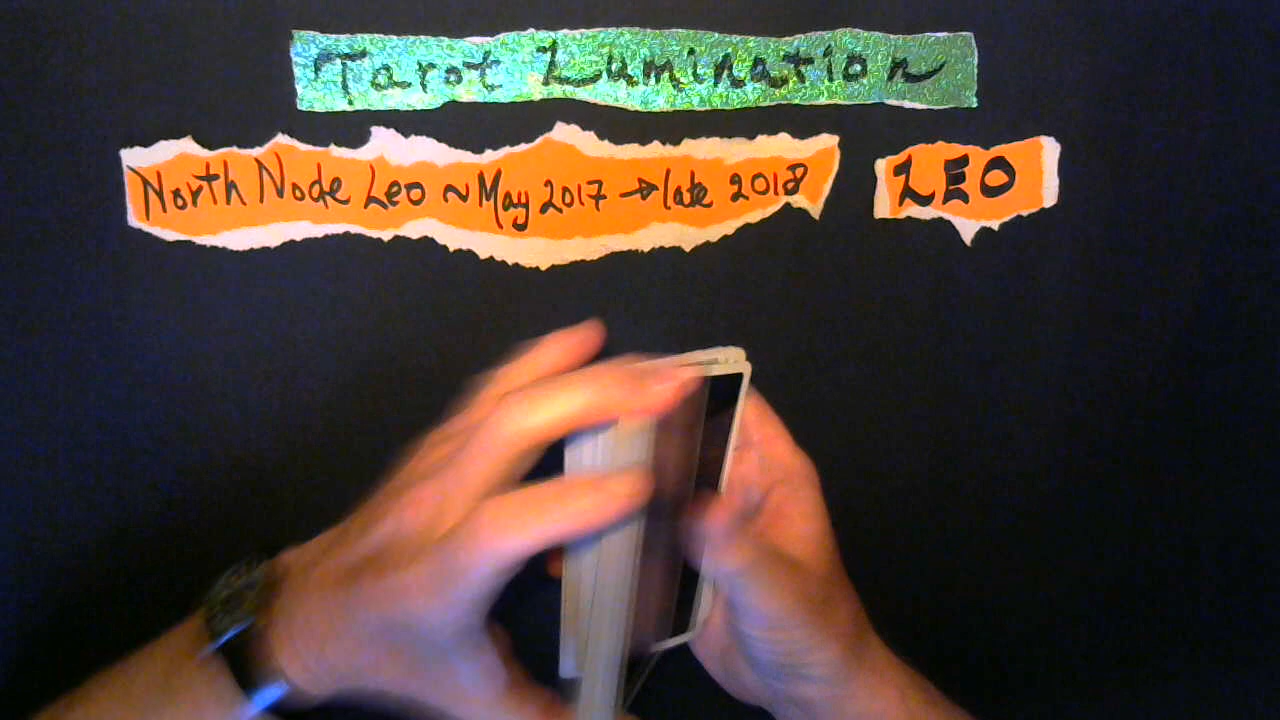 Tarot Lumination
North Node Leo ~ May 2017 → late 2018
LEO